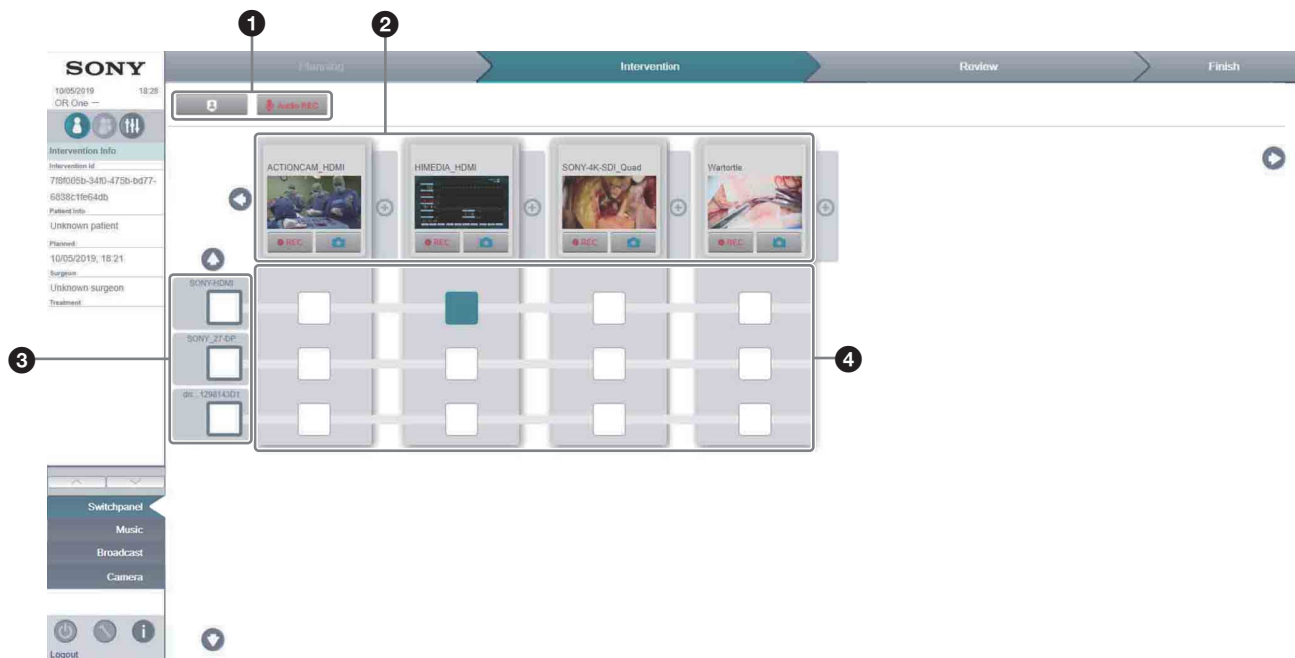 1
2
SONY
Planning
Intervention
Review
Finish
10/05/2019 18:28
OR One —
Audio REC
Intervention Info
Intervention Id
7f8f005b-34f0-475b-bd77-
6838c1fe64db
Patient Info
Unknown patient
Planned
10/05/2019, 18:21
Surgeon
Unknown surgeon
Treatment
ACTIONCAM_HDMI
HIMEDIA_HDMI
SONY-4K-SDI_Quad
Wartortle
REC
REC
REC
REC
SONY-HDMI
SONY_27-DP
3
4
Switchpanel
Music
Broadcast
Camera
Logout